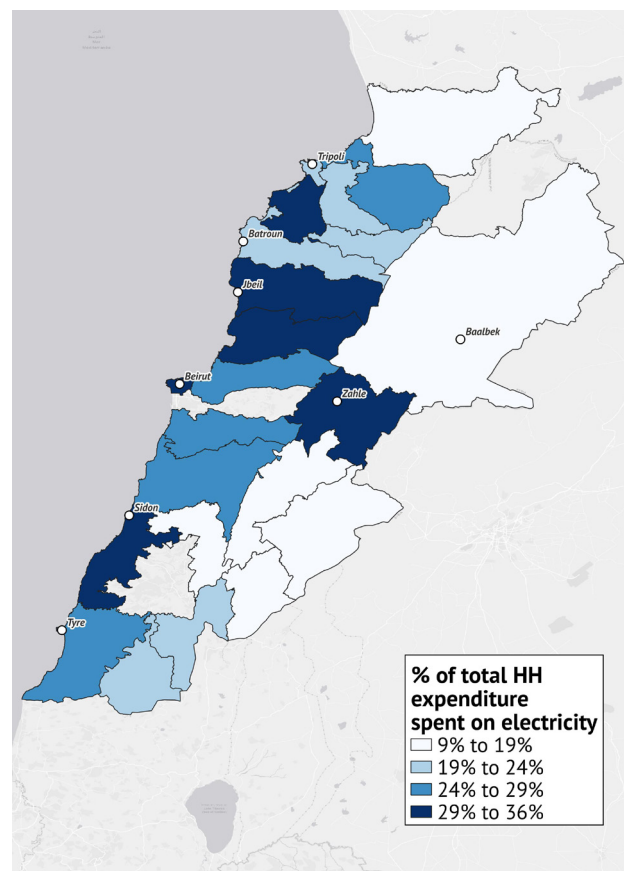 Tripoli
Batroun
Jbeil
Baalbek
Beirut
Zahle
Sidon
Tyre
% of total HH
expenditure
spent on electricity
9% to 19%
19% to 24%
24% to 29%
29% to 36%